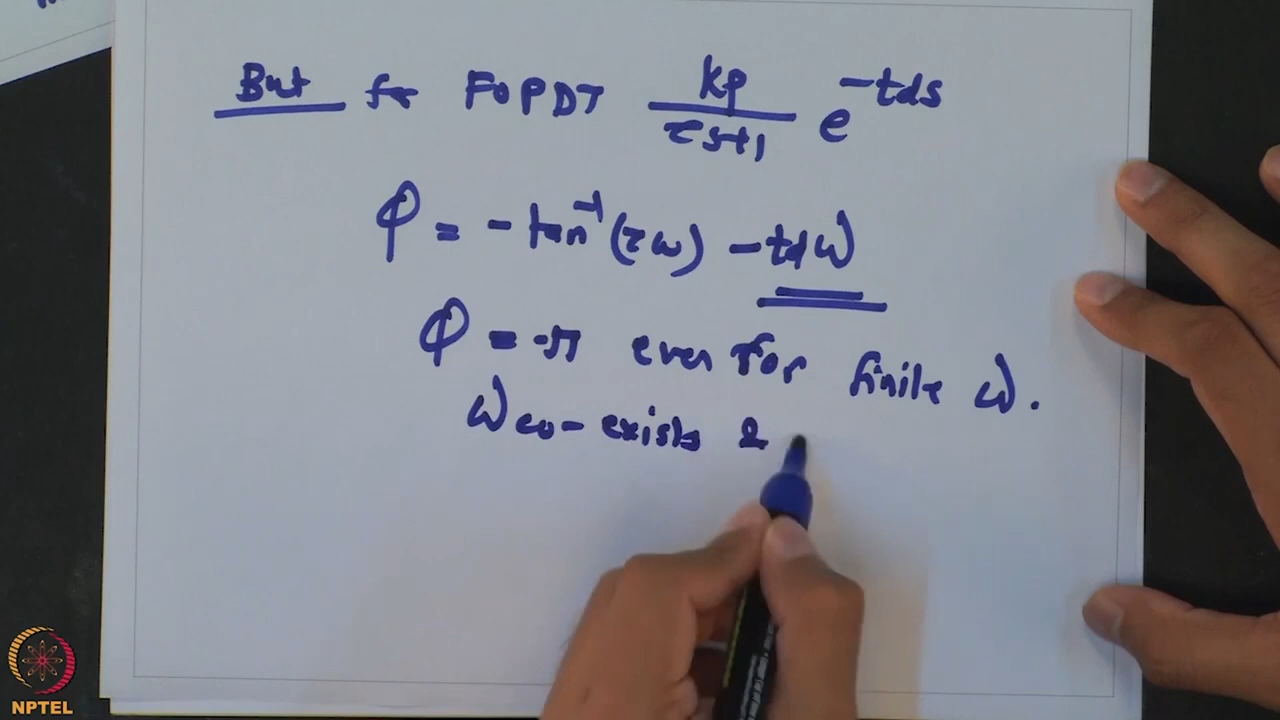 But for FOPDT Kp / τs+1 e^-tds
φ = -tan^-1(τω) - tdω
φ = -π even for finite ω.
ωco - exists &
NPTEL